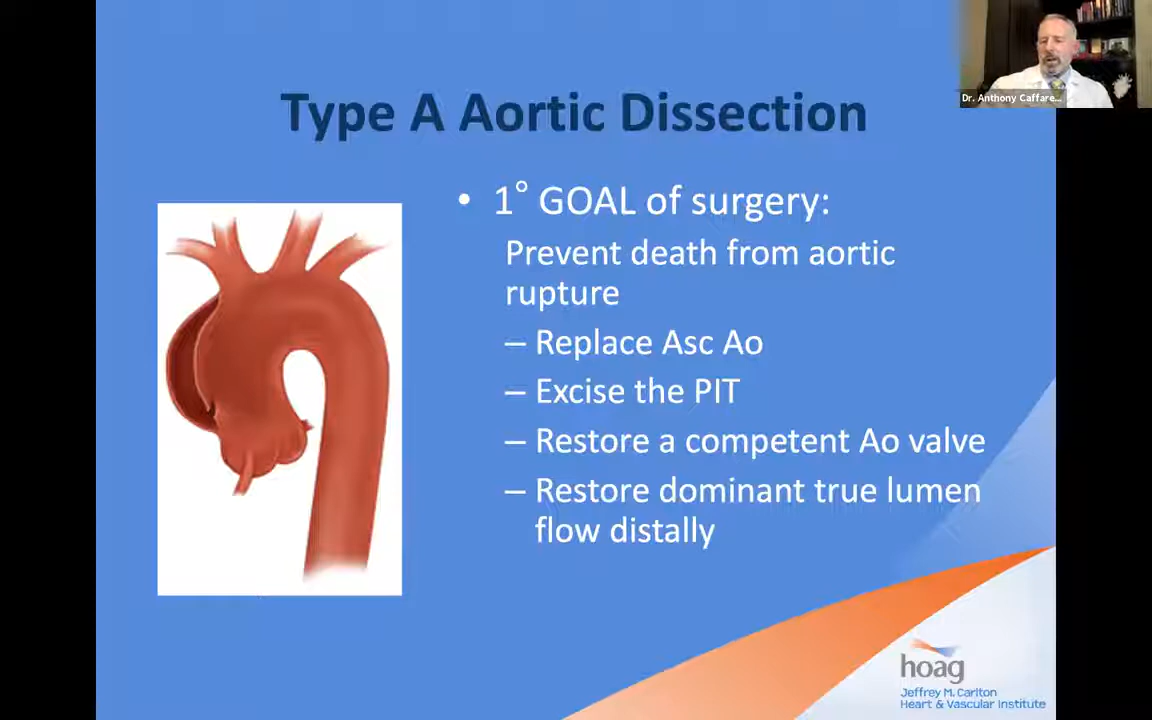 Dr. Anthony Caffare...
Type A Aortic Dissection
• 1° GOAL of surgery:
Prevent death from aortic
rupture
– Replace Asc Ao
– Excise the PIT
– Restore a competent Ao valve
– Restore dominant true lumen
flow distally
hoag
Jeffrey M. Carlton
Heart & Vascular Institute